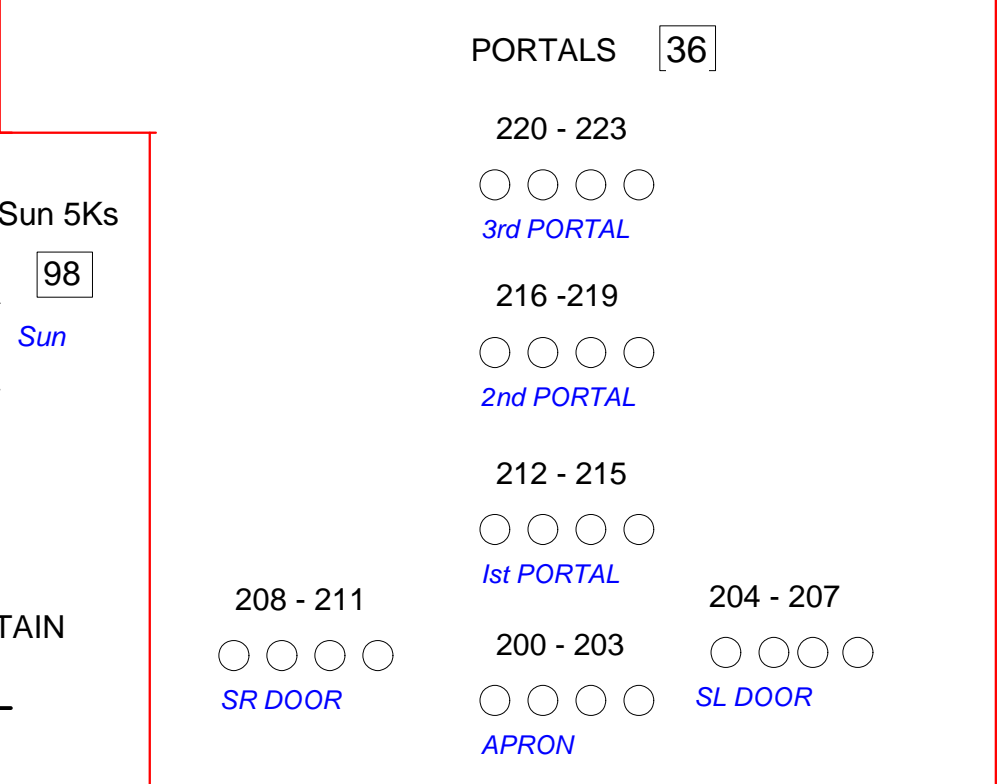 PORTALS 36
220 - 223
3rd PORTAL
Sun 5Ks
98
Sun
216 -219
2nd PORTAL
212 - 215
Ist PORTAL
208 - 211
SR DOOR
200 - 203
APRON
204 - 207
SL DOOR
TAIN